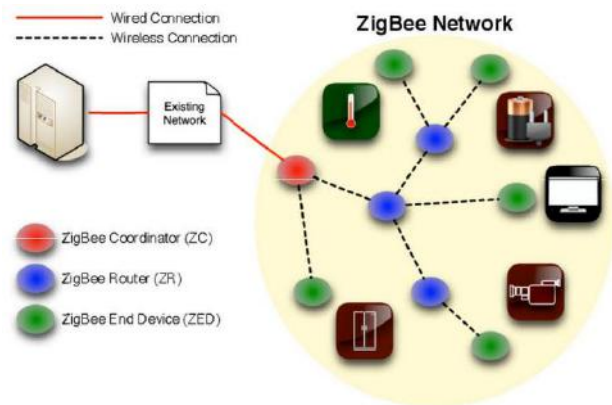 Wired Connection
Wireless Connection
ZigBee Network
Existing
Network
ZigBee Coordinator (ZC)
ZigBee Router (ZR)
ZigBee End Device (ZED)